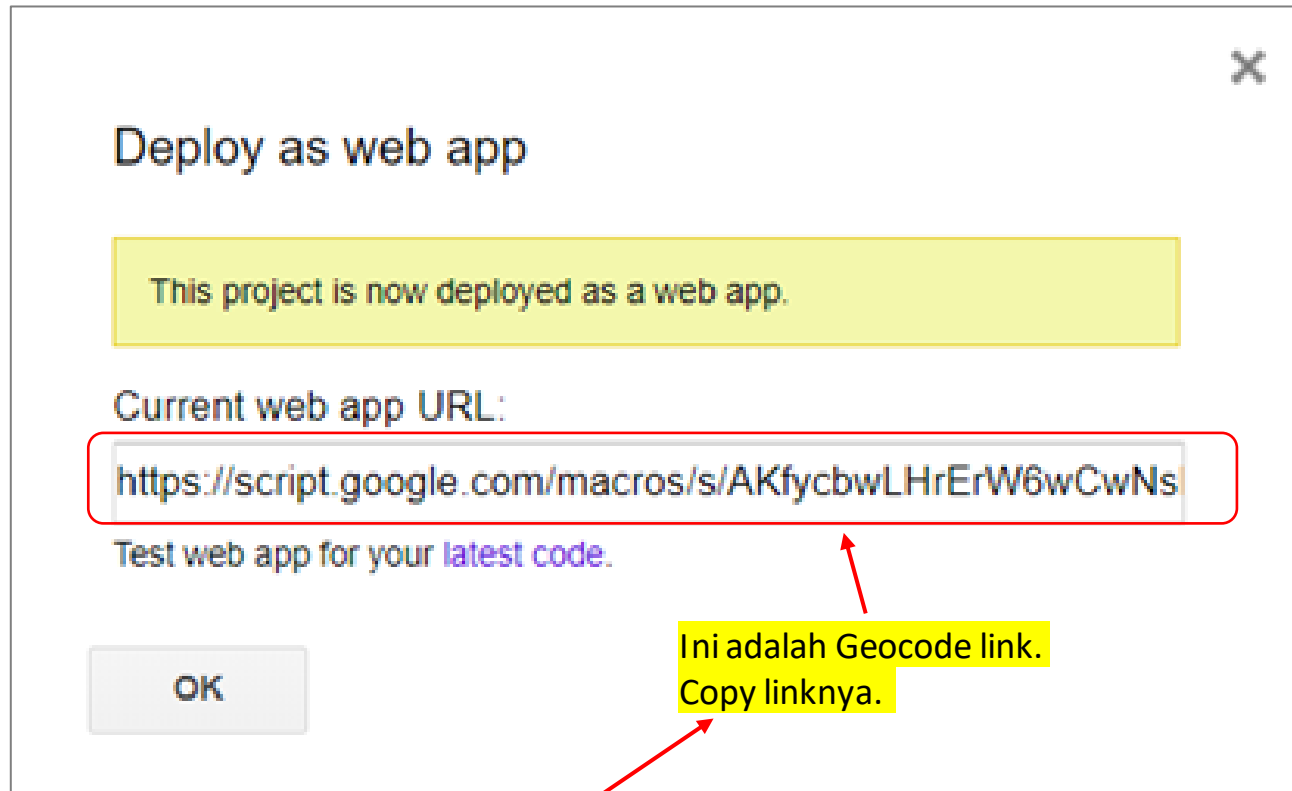 Deploy as web app
This project is now deployed as a web app.
Current web app URL:
https://script.google.com/macros/s/AKfycbwLHrErW6wCwNs
Test web app for your latest code.
Ini adalah Geocode link.
Copy linknya.
OK